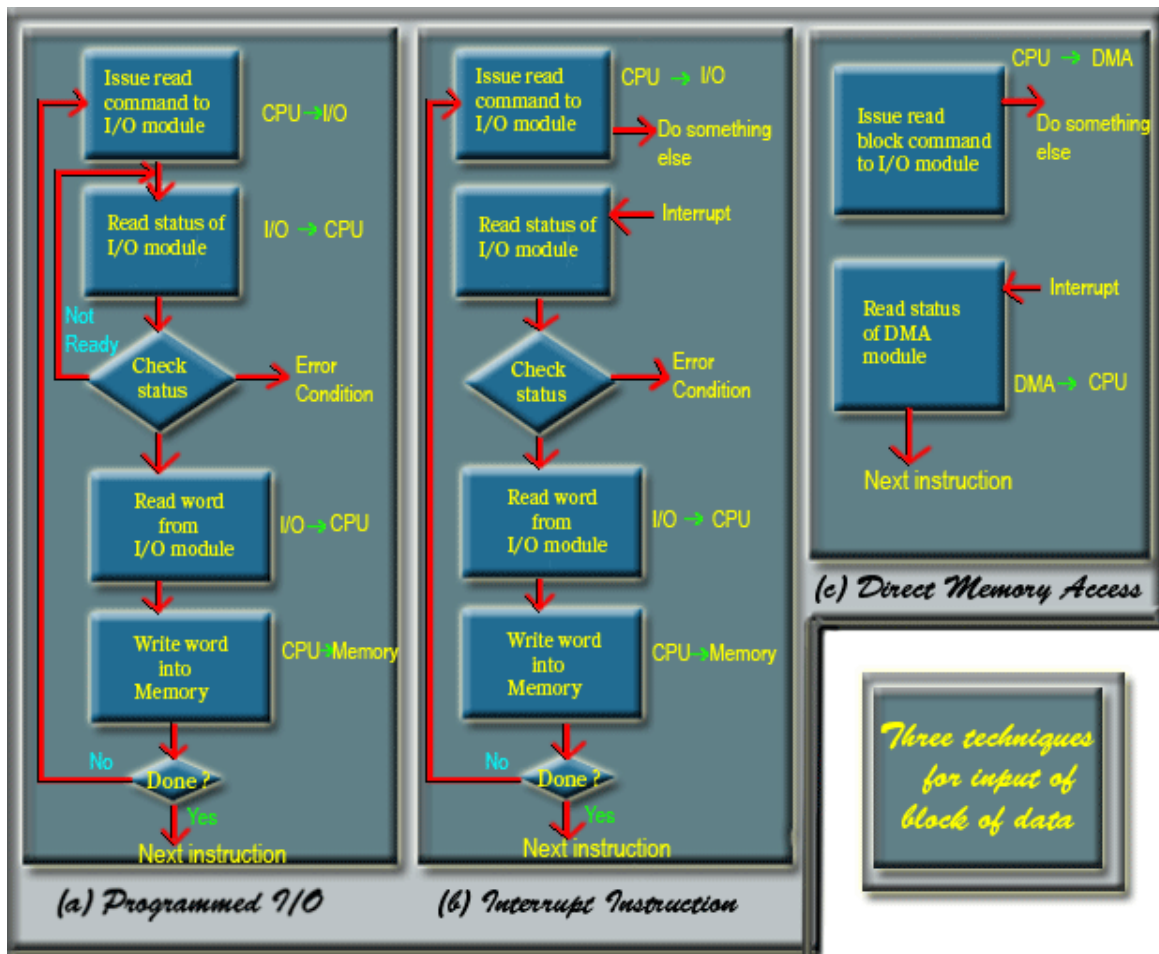 Issue read
command to
I/O module
CPU→I/O
Read status of
I/O module
I/O → CPU
Not
Ready
Check
status
Error
Condition
Read word
from
I/O module
I/O→CPU
Write word
into
Memory
CPU→Memory
No
Done ?
Yes
Next instruction
(a) Programmed I/O
Issue read
command to
I/O module
CPU → I/O
Do something
else
Read status of
I/O module
Interrupt
Check
status
Error
Condition
Read word
from
I/O module
I/O → CPU
Write word
into
Memory
CPU→Memory
No
Done ?
Yes
Next instruction
(b) Interrupt Instruction
CPU → DMA
Issue read
block command
to I/O module
Do something
else
Read status
of DMA
module
Interrupt
DMA→ CPU
Next instruction
(c) Direct Memory Access
Three techniques
for input of
block of data